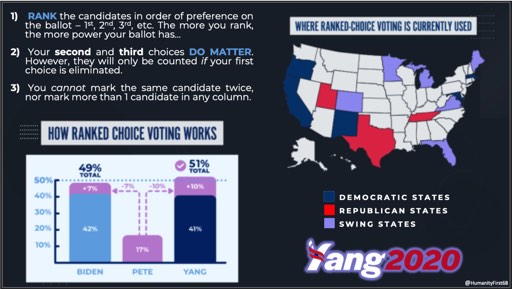 1) RANK the candidates in order of preference
on the ballot – 1st, 2nd, 3rd, etc. The more you rank,
the more power your ballot has...
2) Your second and third choices DO MATTER.
However, they will only be counted if your first
choice is eliminated.
3) You cannot mark the same candidate twice,
nor mark more than 1 candidate in any column.
HOW RANKED CHOICE VOTING WORKS
49%
TOTAL
51%
TOTAL
50%
40%
30%
20%
10%
+7%
-7%
-10%
+10%
42%
17%
41%
BIDEN
PETE
YANG
WHERE RANKED-CHOICE VOTING IS CURRENTLY USED
DEMOCRATIC STATES
REPUBLICAN STATES
SWING STATES
Yang2020
@HumanityFirst68